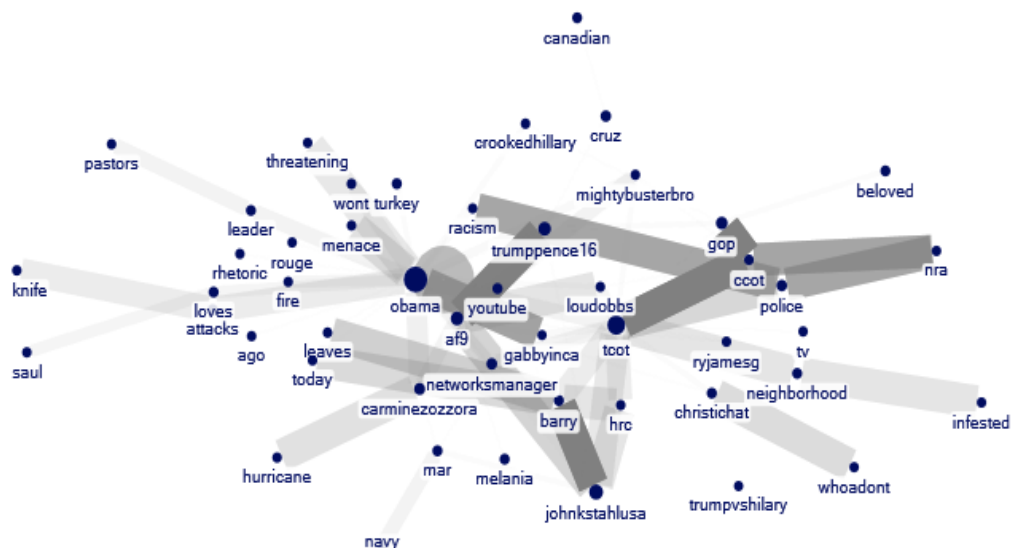 canadian
crookedhillary
cruz
pastors
threatening
mightybusterbro
beloved
wont turkey
leader
racism
menace
trumppence16
gop
rhetoric
rouge
ccot
nra
knife
obama
youtube
loudobbs
police
loves
attacks
fire
af9
gabbyinca
tcot
ago
leaves
today
ryjamesg
tv
saul
networksmanager
neighborhood
carminezozzora
barry
hrc
christichat
infested
hurricane
mar
melania
whoadont
johnkstahlusa
trumpvshilary
navy